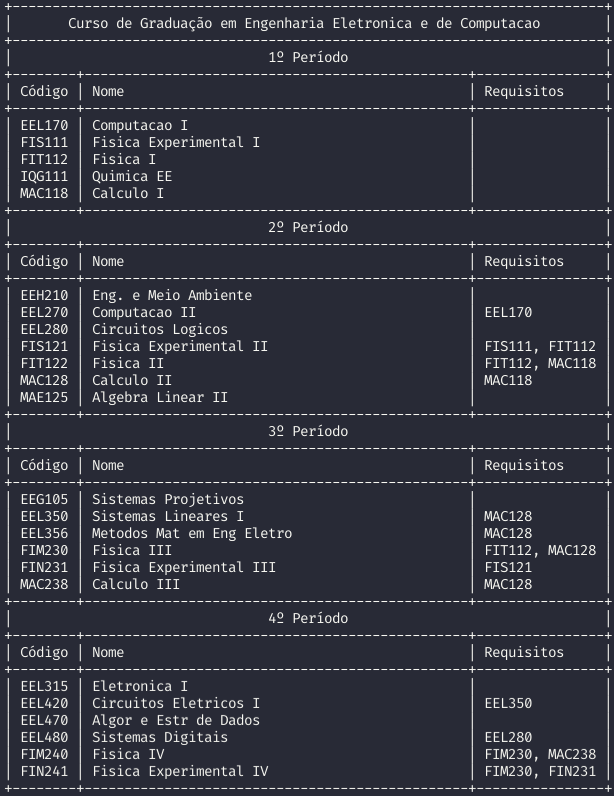 Curso de Graduação em Engenharia Eletronica e de Computacao
1º Período
Código Nome Requisitos
EEL170 Computacao I
FIS111 Fisica Experimental I
FIT112 Fisica I
IQG111 Quimica EE
MAC118 Calculo I
2º Período
Código Nome Requisitos
EEH210 Eng. e Meio Ambiente
EEL270 Computacao II EEL170
EEL280 Circuitos Logicos
FIS121 Fisica Experimental II FIS111, FIT112
FIT122 Fisica II FIT112, MAC118
MAC128 Calculo II MAC118
MAE125 Algebra Linear II
3º Período
Código Nome Requisitos
EEG105 Sistemas Projetivos
EEL350 Sistemas Lineares I MAC128
EEL356 Metodos Mat em Eng Eletro MAC128
FIM230 Fisica III FIT112, MAC128
FIN231 Fisica Experimental III FIS121
MAC238 Calculo III MAC128
4º Período
Código Nome Requisitos
EEL315 Eletronica I
EEL420 Circuitos Eletricos I EEL350
EEL470 Algor e Estr de Dados
EEL480 Sistemas Digitais EEL280
FIM240 Fisica IV FIM230, MAC238
FIN241 Fisica Experimental IV FIM230, FIN231